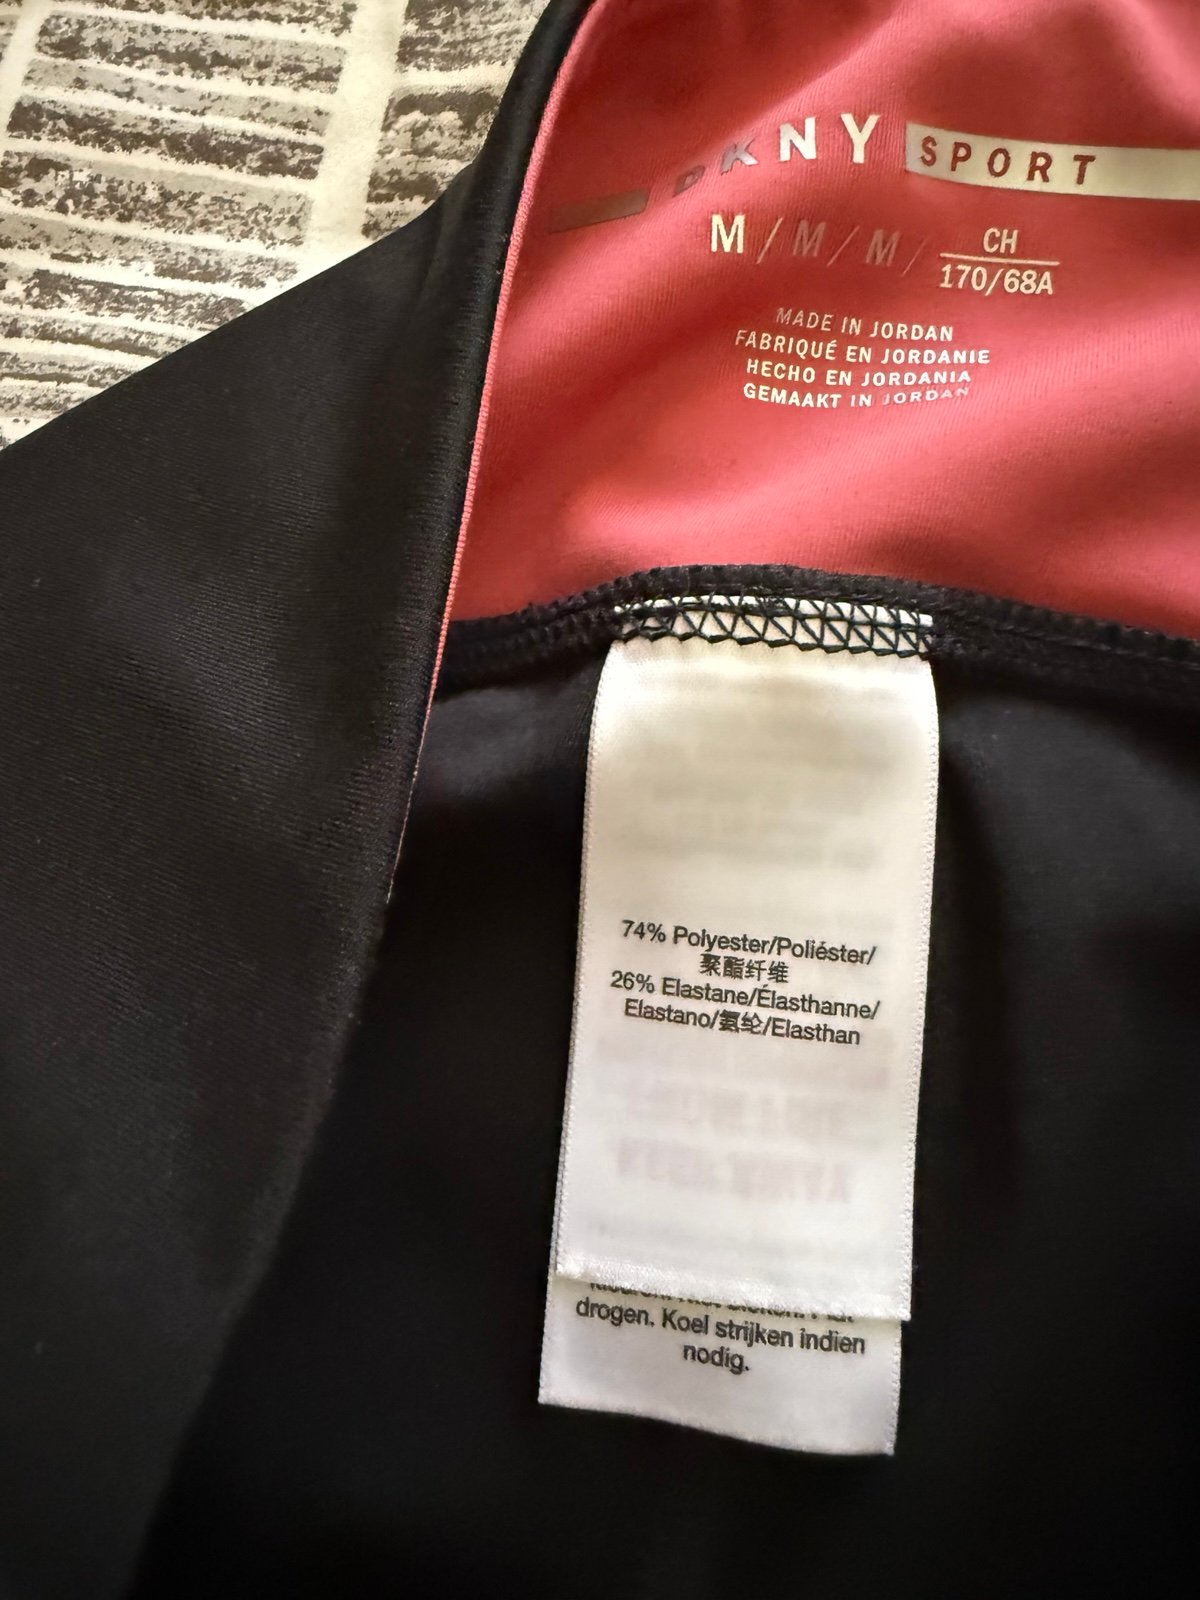 DKNY SPORT
M / M / M / CH
170/68A
MADE IN JORDAN
FABRIQUÉ EN JORDANIE
HECHO EN JORDANIA
GEMAAKT IN JORDAN
74% Polyester/Poliéster/
聚酯纤维
26% Elastane/Élasthanne/
Elastano/氨纶/Elasthan
drogen. Koel strijken indien
nodig.